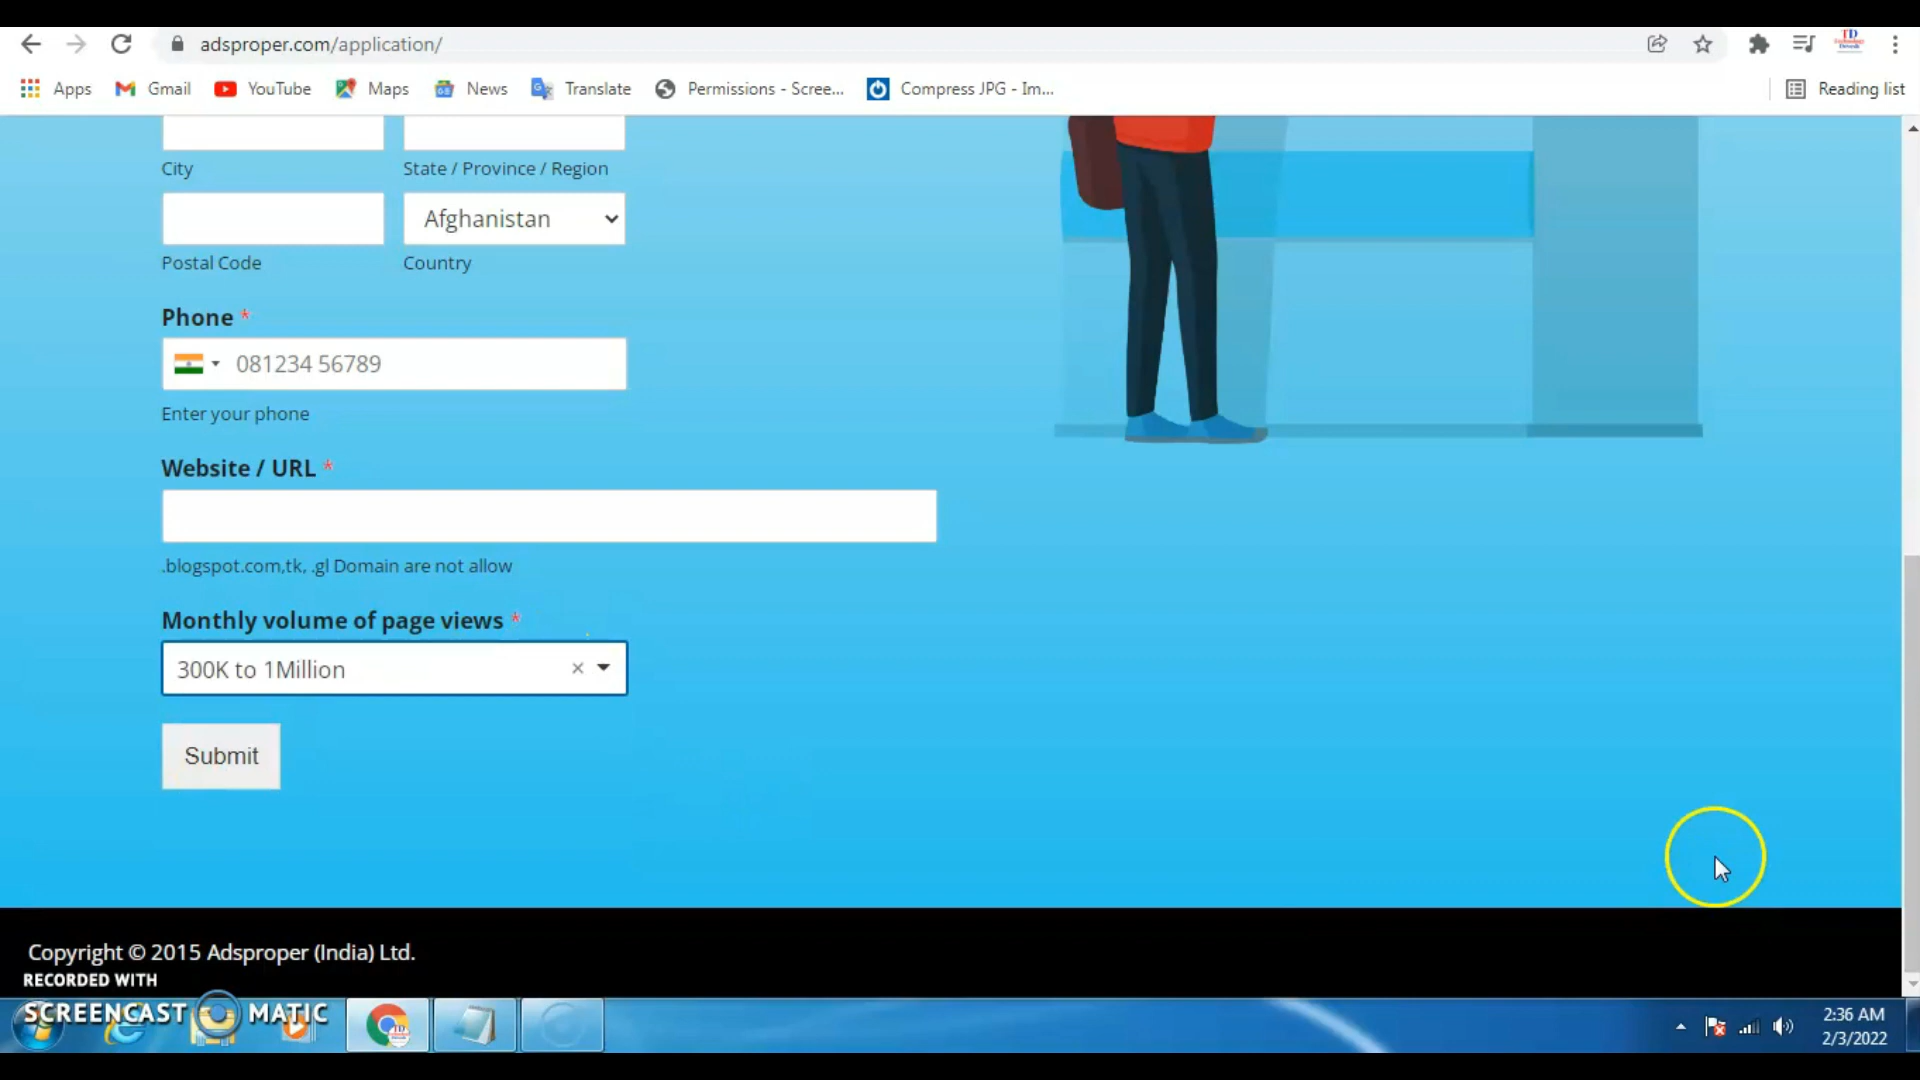 adsproper.com/application/
TD
Apps Gmail YouTube Maps News Translate Permissions - Scree... Compress JPG - Im... Reading list
City State / Province / Region
Afghanistan
Postal Code Country
Phone *
081234 56789
Enter your phone
Website / URL *
.blogspot.com,tk, .gl Domain are not allow
Monthly volume of page views *
300K to 1Million
Submit
Copyright © 2015 Adsproper (India) Ltd.
RECORDED WITH
SCREENCAST MATIC
2:36 AM
2/3/2022